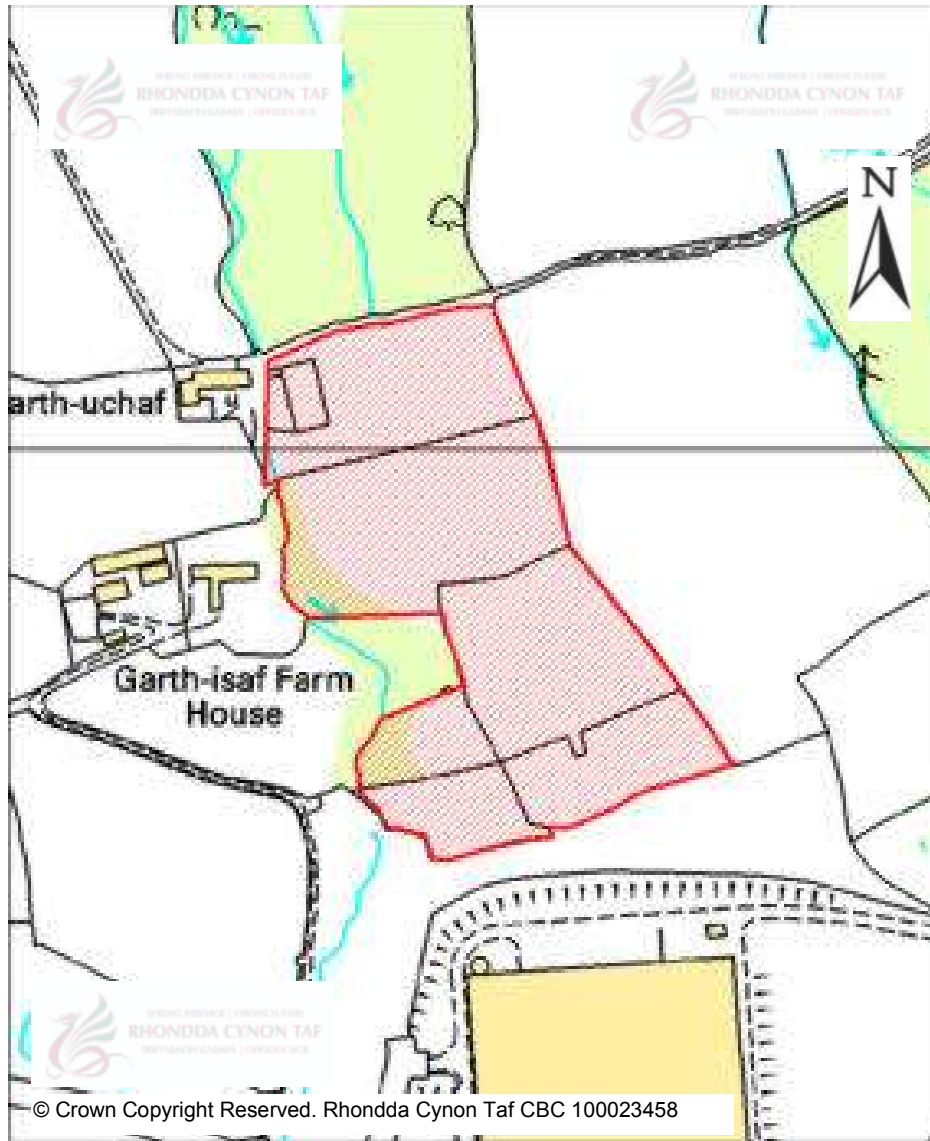 RHONDDA CYNON TAF
RHONDDA CYNON TAF
N
arth-uchaf
Garth-isaf Farm
House
RHONDDA CYNON TAF
© Crown Copyright Reserved. Rhondda Cynon Taf CBC 100023458